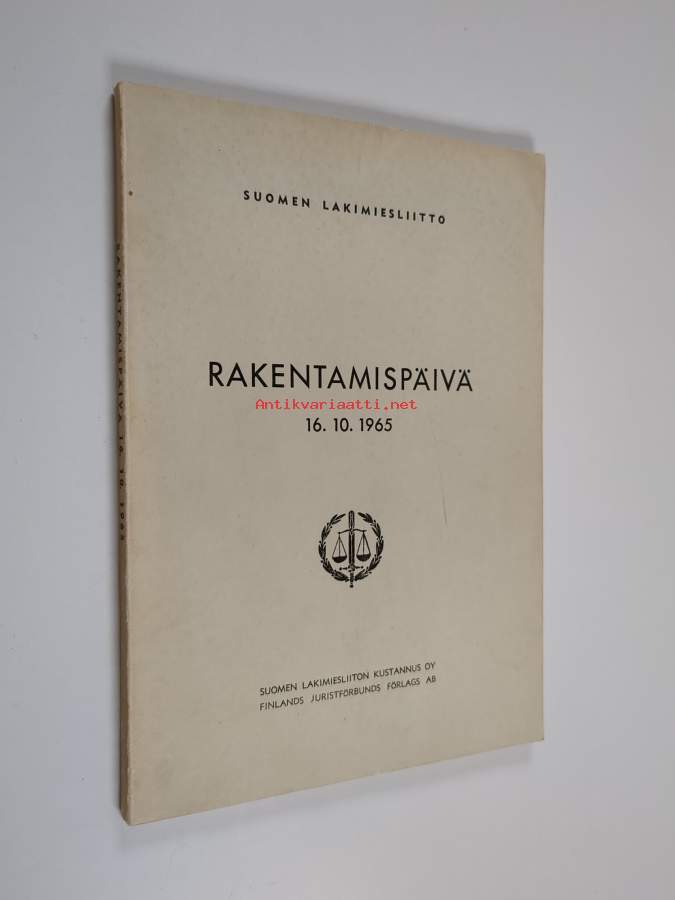 SUOMEN LAKIMIESLIITTO
RAKENTAMISPÄIVÄ
Antikvariaatti.net
16. 10. 1965
SUOMEN LAKIMIESLIITON KUSTANNUS OY
FINLANDS JURISTFÖRBUNDS FÖRLAGS AB
RAKENTAMISPÄIVÄ 16. 10. 1965